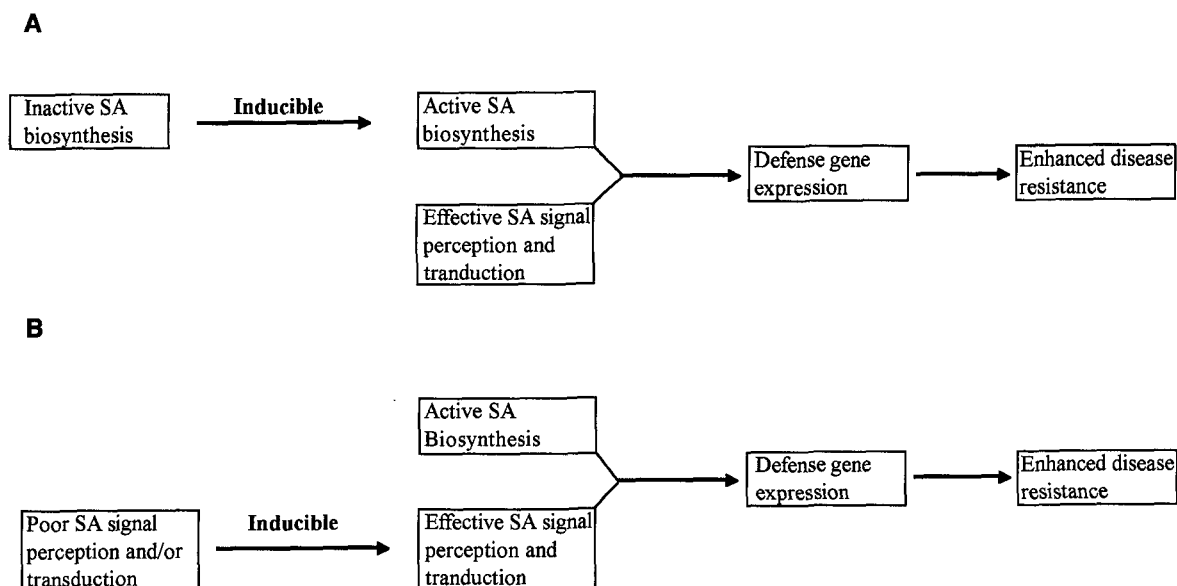 A
Inactive SA
biosynthesis
Inducible
Active SA
biosynthesis
Effective SA signal
perception and
tranduction
Defense gene
expression
Enhanced disease
resistance
B
Active SA
Biosynthesis
Poor SA signal
perception and/or
transduction
Inducible
Effective SA signal
perception and
tranduction
Defense gene
expression
Enhanced disease
resistance